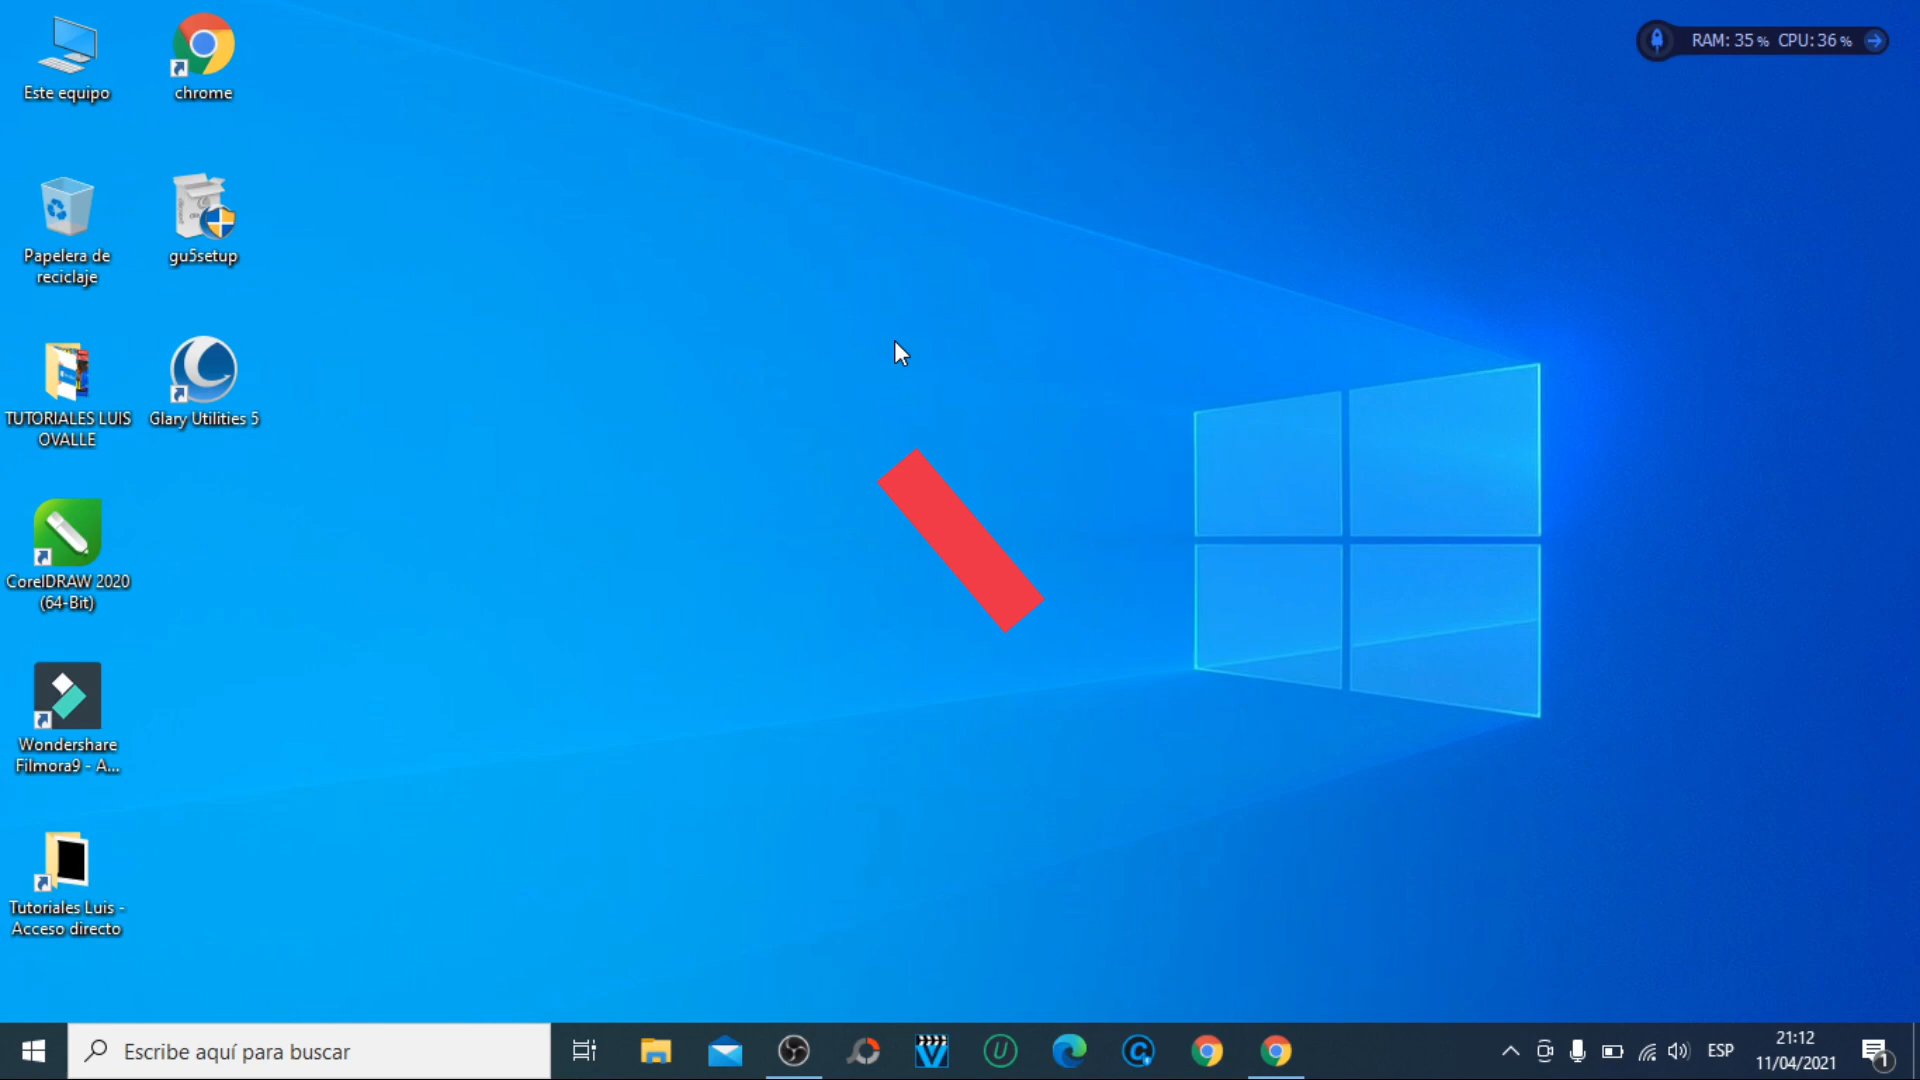 RAM: 35 % CPU: 36 %
Este equipo
chrome
Papelera de
reciclaje
gu5setup
TUTORIALES LUIS
OVALLE
Glary Utilities 5
CorelDRAW 2020
(64-Bit)
Wondershare
Filmora9 - A...
Tutoriales Luis -
Acceso directo
Escribe aquí para buscar
ESP
21:12
11/04/2021
1